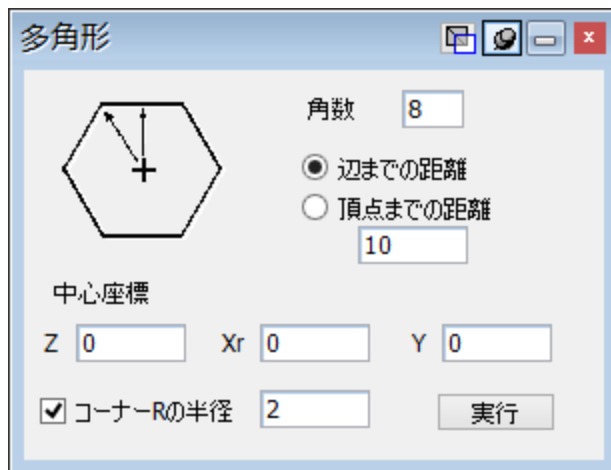 多角形
角数 8
辺までの距離
頂点までの距離
10
中心座標
Z 0 Xr 0 Y 0
コーナーRの半径 2 実行